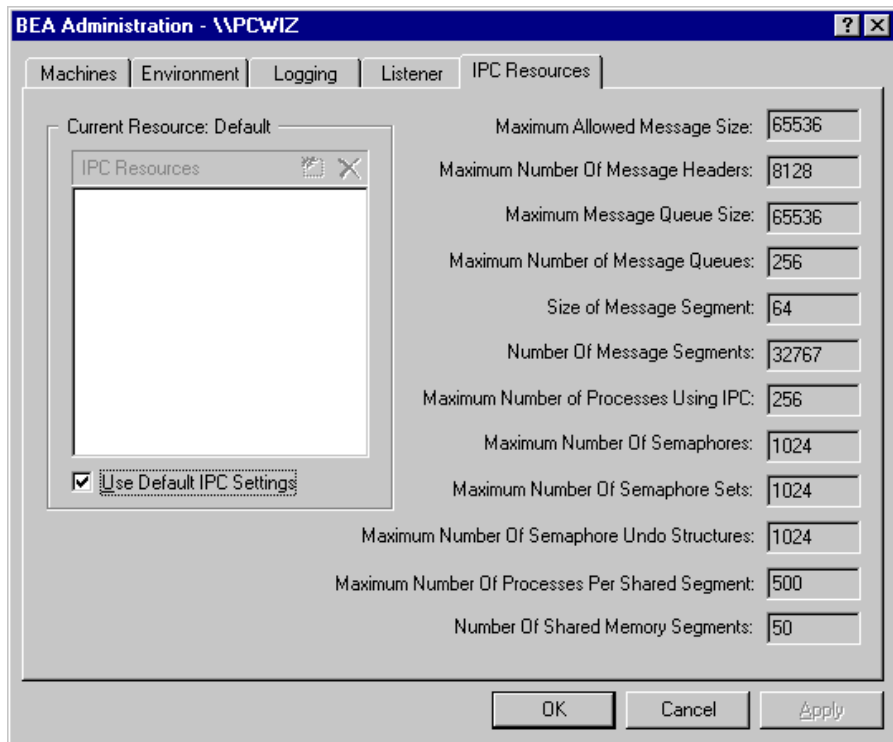 BEA Administration - \\PCWIZ
Machines Environment Logging Listener IPC Resources
Current Resource: Default
IPC Resources
Use Default IPC Settings
Maximum Allowed Message Size: 65536
Maximum Number Of Message Headers: 8128
Maximum Message Queue Size: 65536
Maximum Number of Message Queues: 256
Size of Message Segment: 64
Number Of Message Segments: 32767
Maximum Number of Processes Using IPC: 256
Maximum Number Of Semaphores: 1024
Maximum Number Of Semaphore Sets: 1024
Maximum Number Of Semaphore Undo Structures: 1024
Maximum Number Of Processes Per Shared Segment: 500
Number Of Shared Memory Segments: 50
OK Cancel Apply